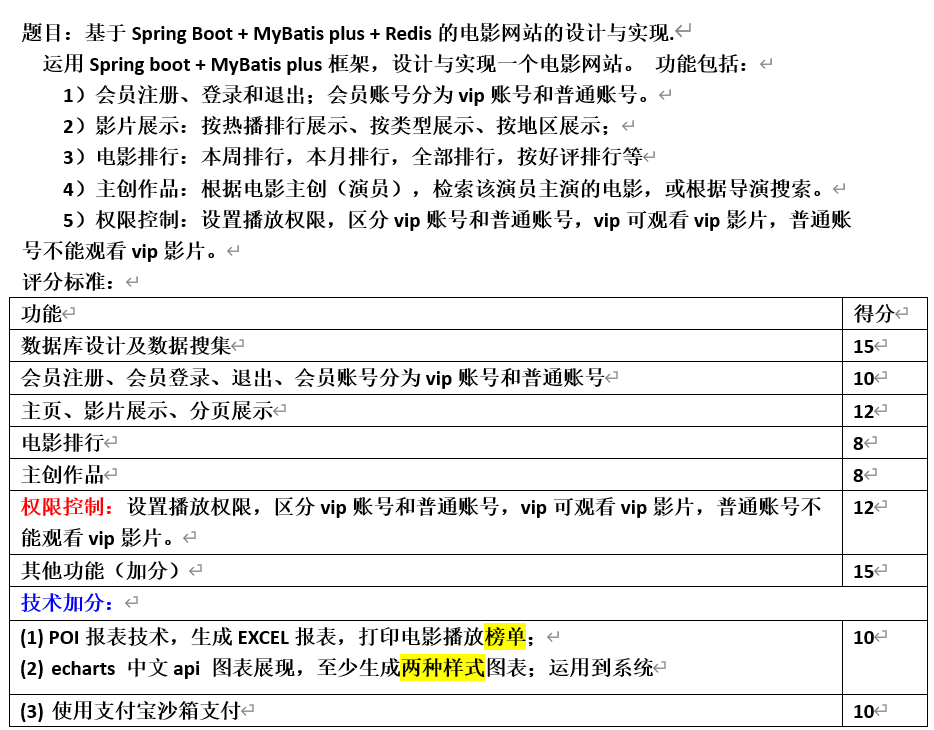 题目：基于 Spring Boot + MyBatis plus + Redis 的电影网站的设计与实现.
运用 Spring boot + MyBatis plus 框架，设计与实现一个电影网站。 功能包括：
1）会员注册、登录和退出；会员账号分为 vip 账号和普通账号。
2）影片展示：按热播排行展示、按类型展示、按地区展示；
3）电影排行：本周排行，本月排行，全部排行，按好评排行等
4）主创作品：根据电影主创（演员），检索该演员主演的电影，或根据导演搜索。
5）权限控制：设置播放权限，区分 vip 账号和普通账号，vip 可观看 vip 影片，普通账
号不能观看 vip 影片。
评分标准：
功能 得分
数据库设计及数据搜集 15
会员注册、会员登录、退出、会员账号分为 vip 账号和普通账号 10
主页、影片展示、分页展示 12
电影排行 8
主创作品 8
权限控制：设置播放权限，区分 vip 账号和普通账号，vip 可观看 vip 影片，普通账号不 12
能观看 vip 影片。
其他功能（加分） 15
技术加分：
(1) POI 报表技术，生成 EXCEL 报表，打印电影播放榜单； 10
(2) echarts 中文 api 图表展现，至少生成两种样式图表；运用到系统
(3) 使用支付宝沙箱支付 10